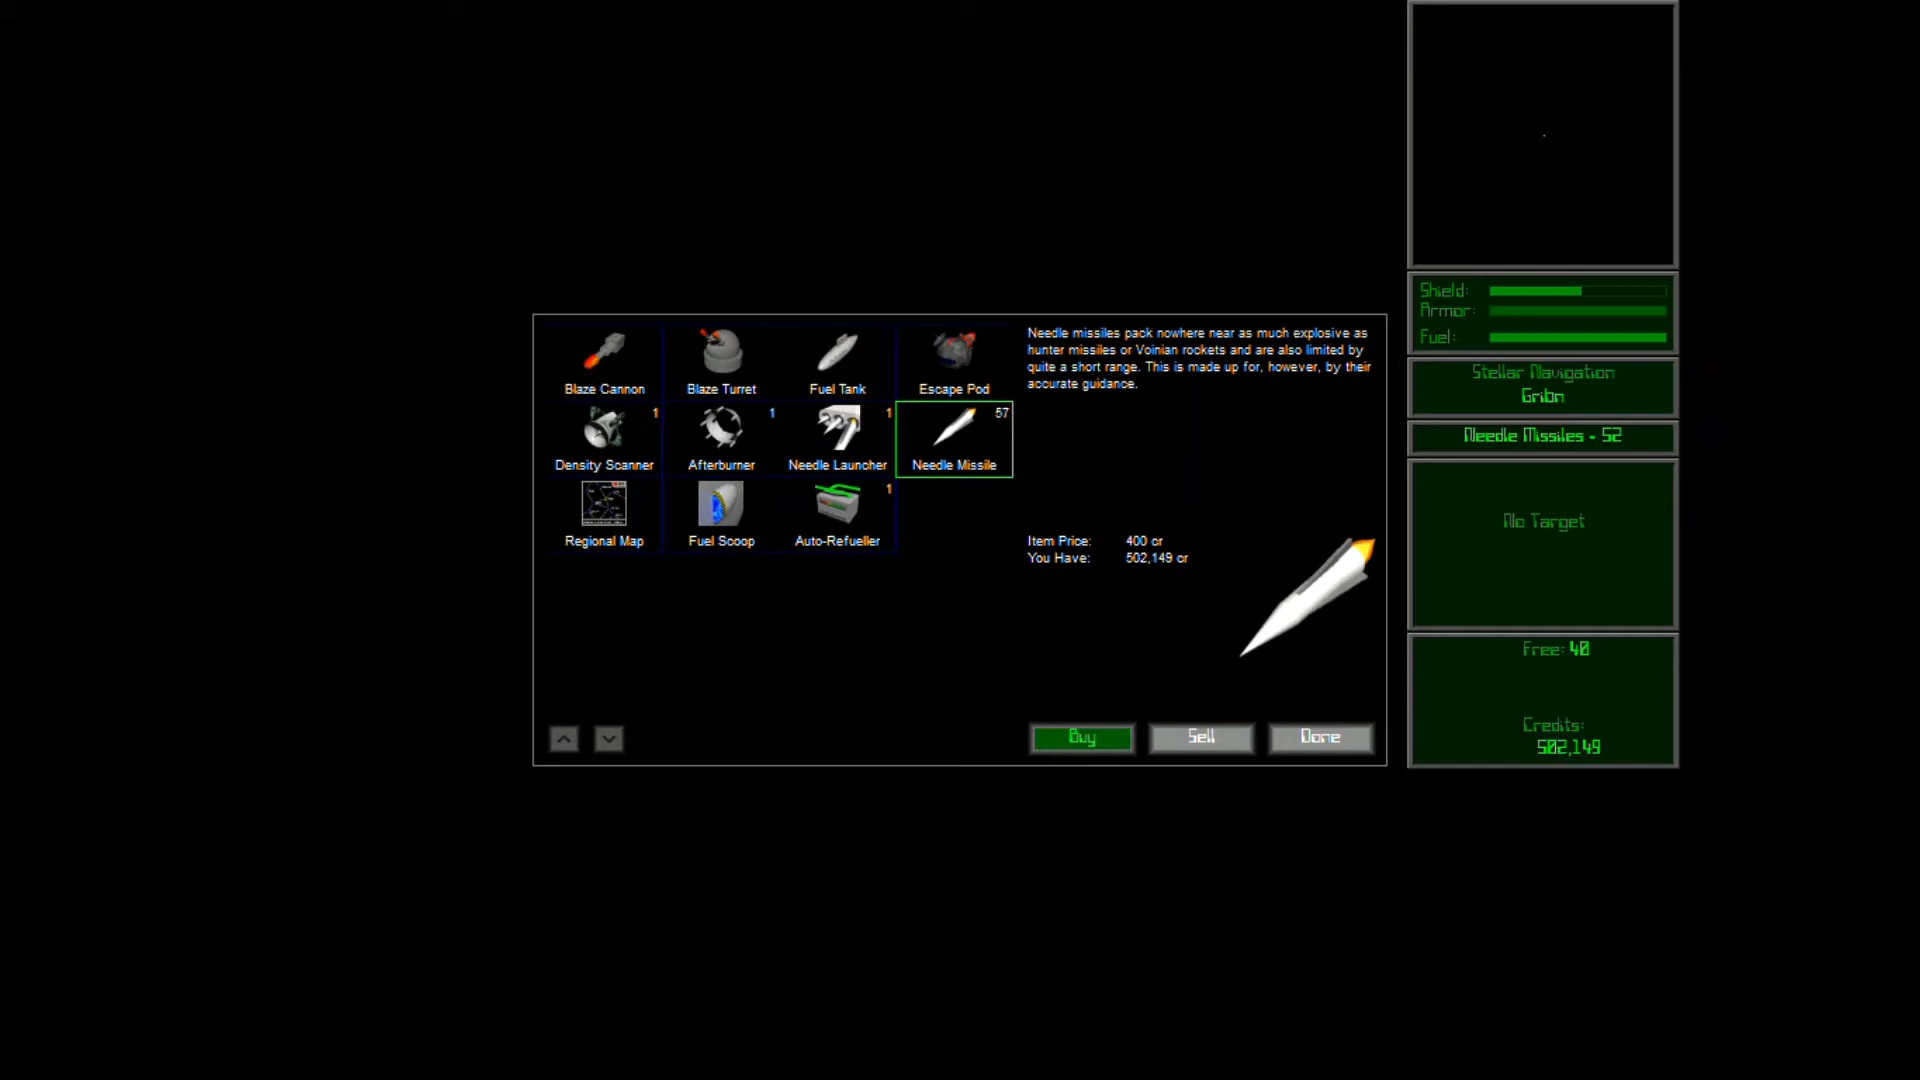 Shield:
Armor:
Fuel:
Needle missiles pack nowhere near as much explosive as
hunter missiles or Voinian rockets and are also limited by
quite a short range. This is made up for, however, by their
accurate guidance.
Blaze Cannon
Blaze Turret
Fuel Tank
Escape Pod
Stellar Navigation
Gribn
1
1
1
57
Needle Missiles - 52
Density Scanner
Afterburner
Needle Launcher
Needle Missile
1
Regional Map
Fuel Scoop
Auto-Refueller
No Target
Item Price: 400 cr
You Have: 502,149 cr
Free: 40
Credits:
502,149
Buy
Sell
Done